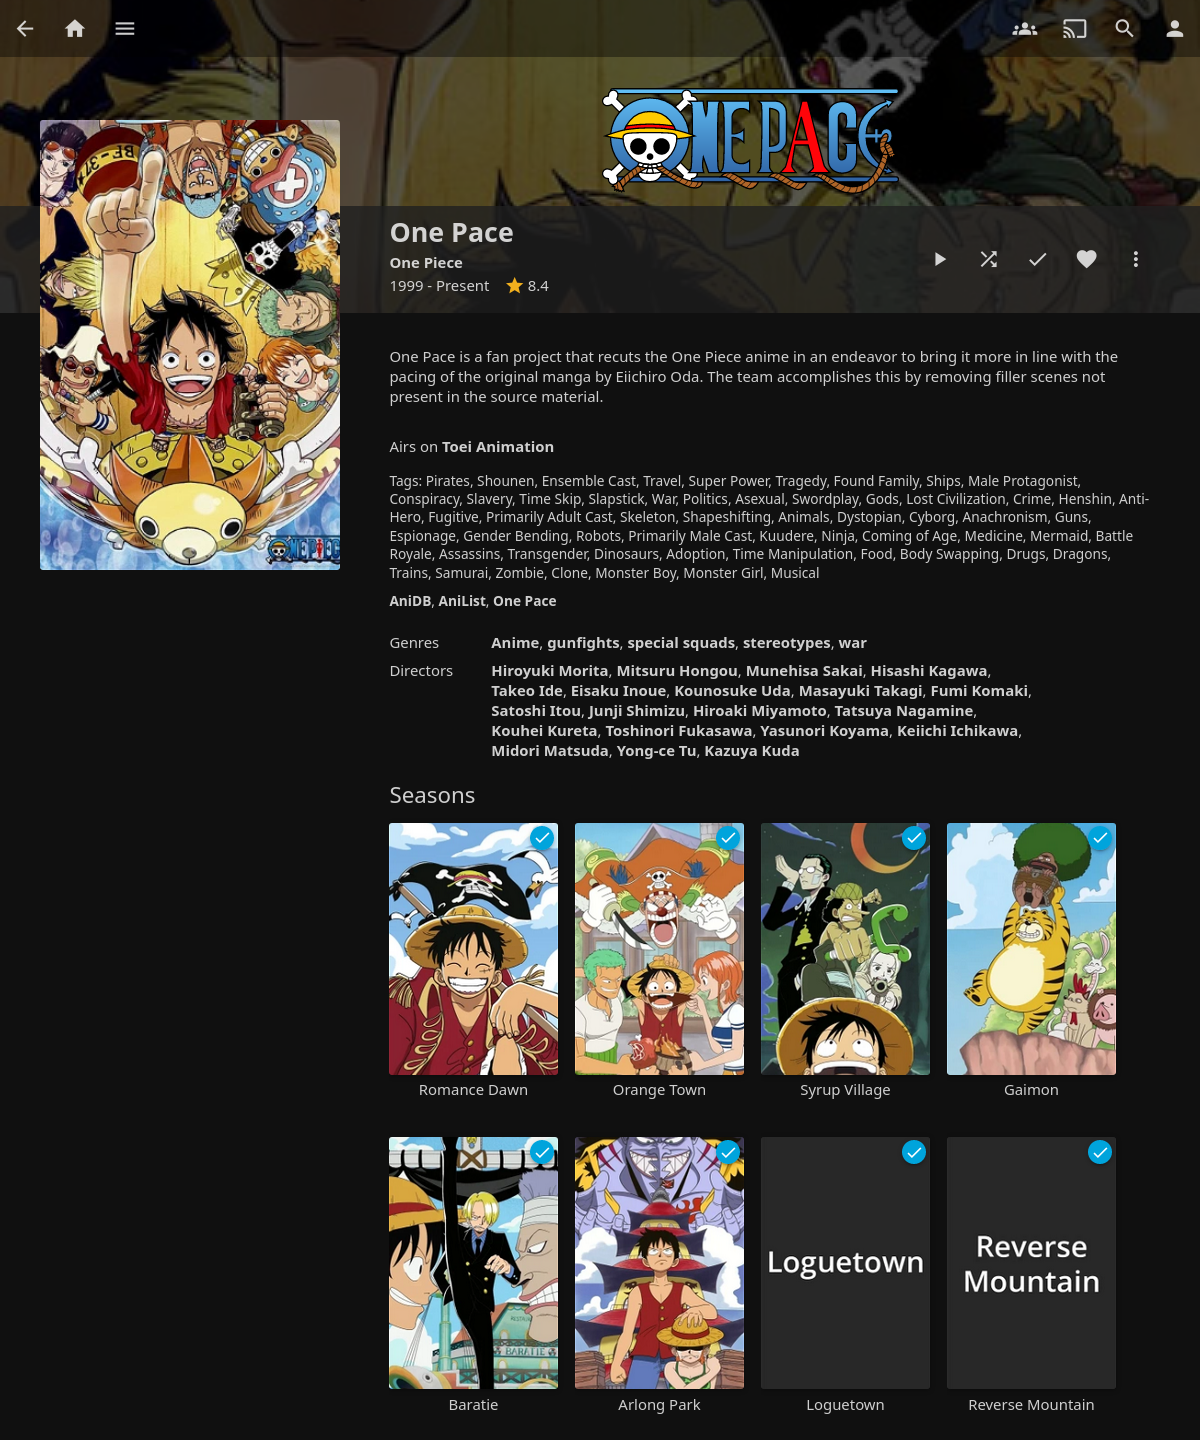 ONE PACE
BF-37
One Pace
One Piece
1999 - Present 8.4
One Pace is a fan project that recuts the One Piece anime in an endeavor to bring it more in line with the
pacing of the original manga by Eiichiro Oda. The team accomplishes this by removing filler scenes not
present in the source material.
Airs on Toei Animation
Tags: Pirates, Shounen, Ensemble Cast, Travel, Super Power, Tragedy, Found Family, Ships, Male Protagonist,
Conspiracy, Slavery, Time Skip, Slapstick, War, Politics, Asexual, Swordplay, Gods, Lost Civilization, Crime, Henshin, Anti-
Hero, Fugitive, Primarily Adult Cast, Skeleton, Shapeshifting, Animals, Dystopian, Cyborg, Anachronism, Guns,
Espionage, Gender Bending, Robots, Primarily Male Cast, Kuudere, Ninja, Coming of Age, Medicine, Mermaid, Battle
Royale, Assassins, Transgender, Dinosaurs, Adoption, Time Manipulation, Food, Body Swapping, Drugs, Dragons,
Trains, Samurai, Zombie, Clone, Monster Boy, Monster Girl, Musical
AniDB, AniList, One Pace
Genres Anime, gunfights, special squads, stereotypes, war
Directors Hiroyuki Morita, Mitsuru Hongou, Munehisa Sakai, Hisashi Kagawa,
Takeo Ide, Eisaku Inoue, Kounosuke Uda, Masayuki Takagi, Fumi Komaki,
Satoshi Itou, Junji Shimizu, Hiroaki Miyamoto, Tatsuya Nagamine,
Kouhei Kureta, Toshinori Fukasawa, Yasunori Koyama, Keiichi Ichikawa,
Midori Matsuda, Yong-ce Tu, Kazuya Kuda
Seasons
Romance Dawn
Orange Town
Syrup Village
Gaimon
RESTAURANT
BARATIE
Loguetown
Reverse
Mountain
Baratie
Arlong Park
Loguetown
Reverse Mountain